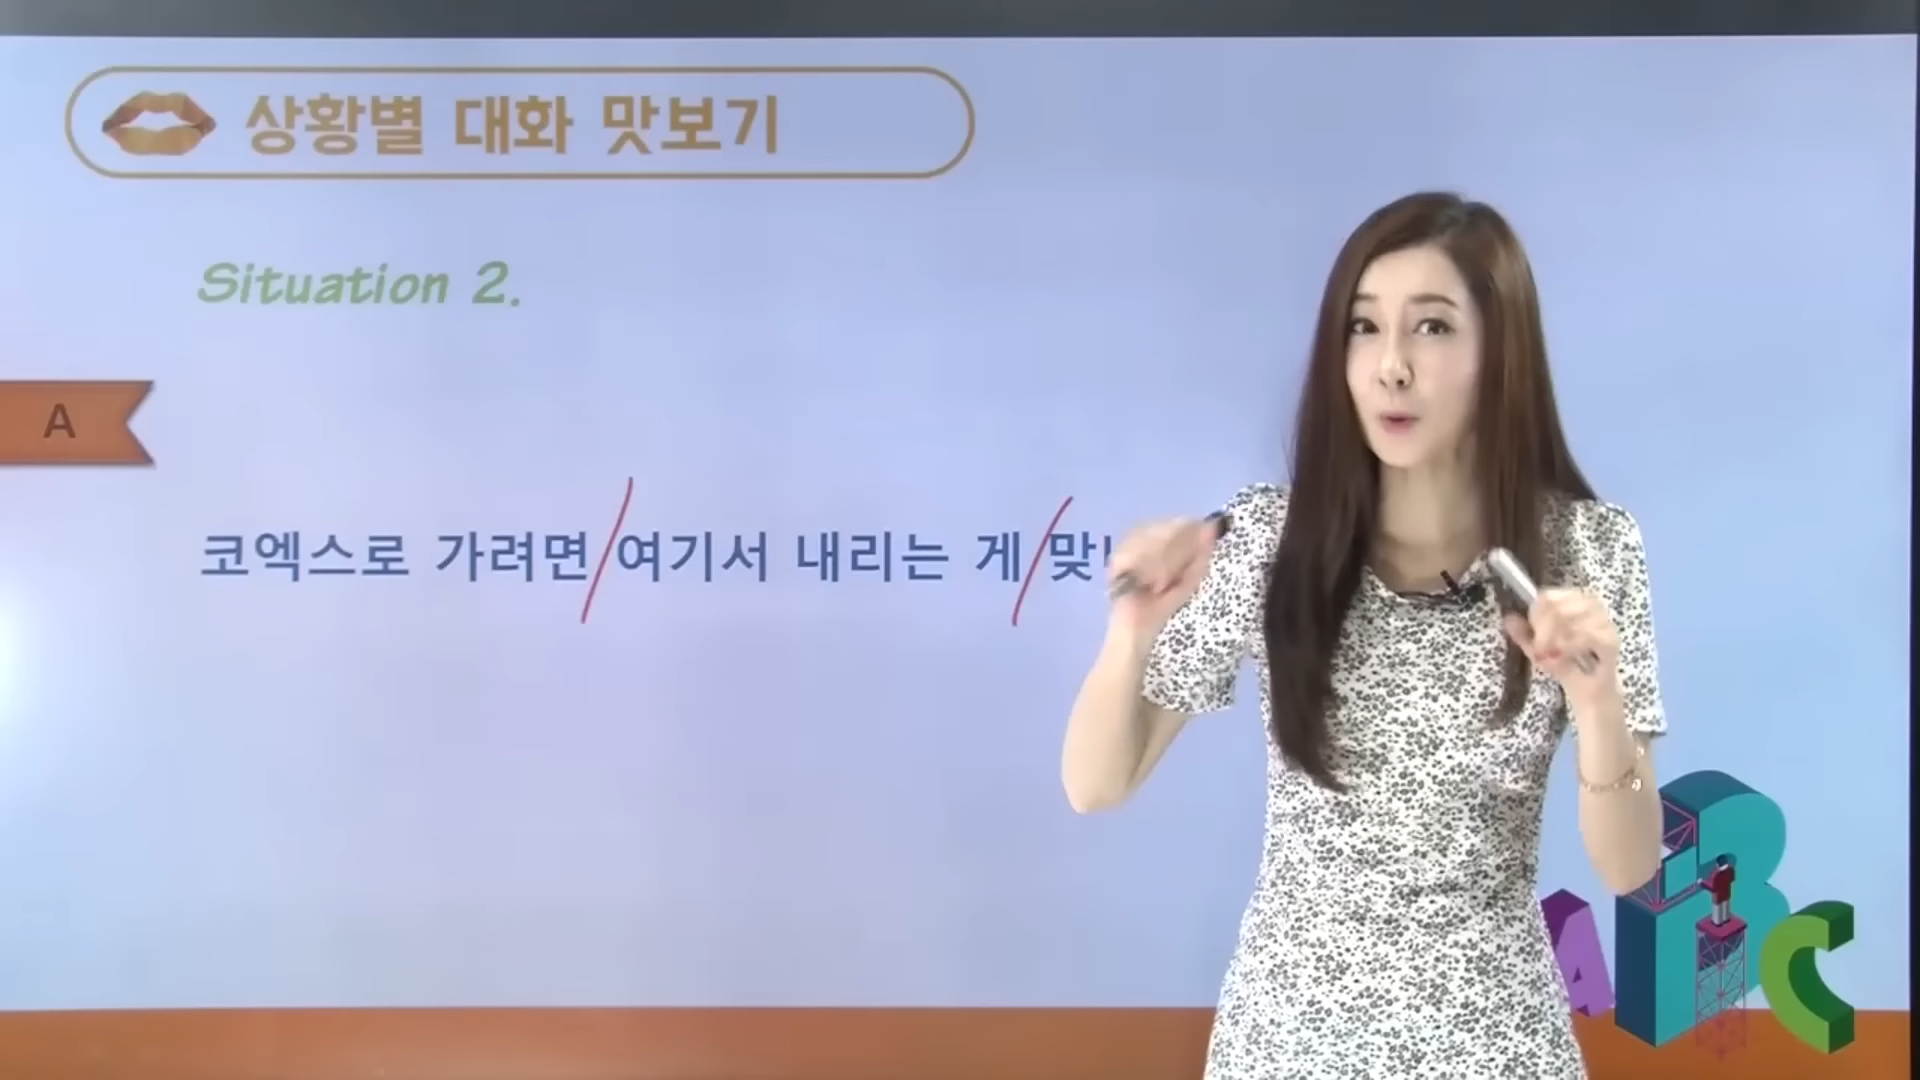 상황별 대화 맛보기
Situation 2.
A
코엑스로 가려면 여기서 내리는 게
ABC